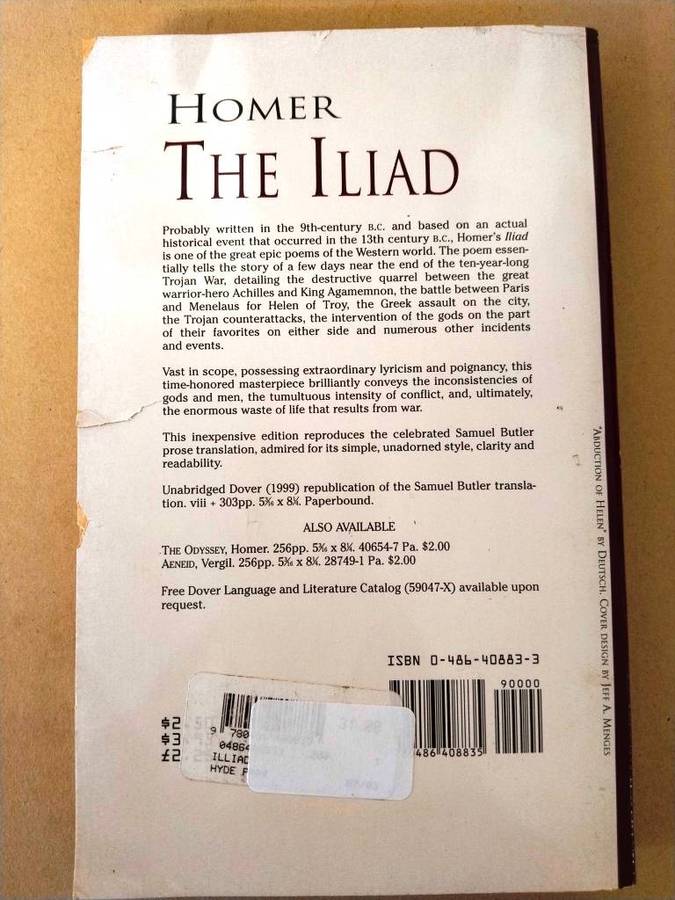 HOMER
THE ILIAD
Probably written in the 9th-century B.C. and based on an actual
historical event that occurred in the 13th century B.C., Homer's Iliad
is one of the great epic poems of the Western world. The poem essen-
tially tells the story of a few days near the end of the ten-year-long
Trojan War, detailing the destructive quarrel between the great
warrior-hero Achilles and King Agamemnon, the battle between Paris
and Menelaus for Helen of Troy, the Greek assault on the city,
the Trojan counterattacks, the intervention of the gods on the part
of their favorites on either side and numerous other incidents
and events.
Vast in scope, possessing extraordinary lyricism and poignancy, this
time-honored masterpiece brilliantly conveys the inconsistencies of
gods and men, the tumultuous intensity of conflict, and, ultimately,
the enormous waste of life that results from war.
This inexpensive edition reproduces the celebrated Samuel Butler
prose translation, admired for its simple, unadorned style, clarity and
readability.
Unabridged Dover (1999) republication of the Samuel Butler transla-
tion. viii + 303pp. 5³⁄₁₆ x 8¼. Paperbound.
ALSO AVAILABLE
THE ODYSSEY, Homer. 256pp. 5³⁄₁₆ x 8¼. 40654-7 Pa. $2.00
AENEID, Vergil. 256pp. 5³⁄₁₆ x 8¼. 28749-1 Pa. $2.00
Free Dover Language and Literature Catalog (59047-X) available upon
request.
"ABDUCTION OF HELEN" BY DEUTSCH. COVER DESIGN BY JEFF A. MENGES
ISBN 0-486-40883-3
90000
$2
$3
£2
9 780
04864
ILLIAD
HYDE
486 408835